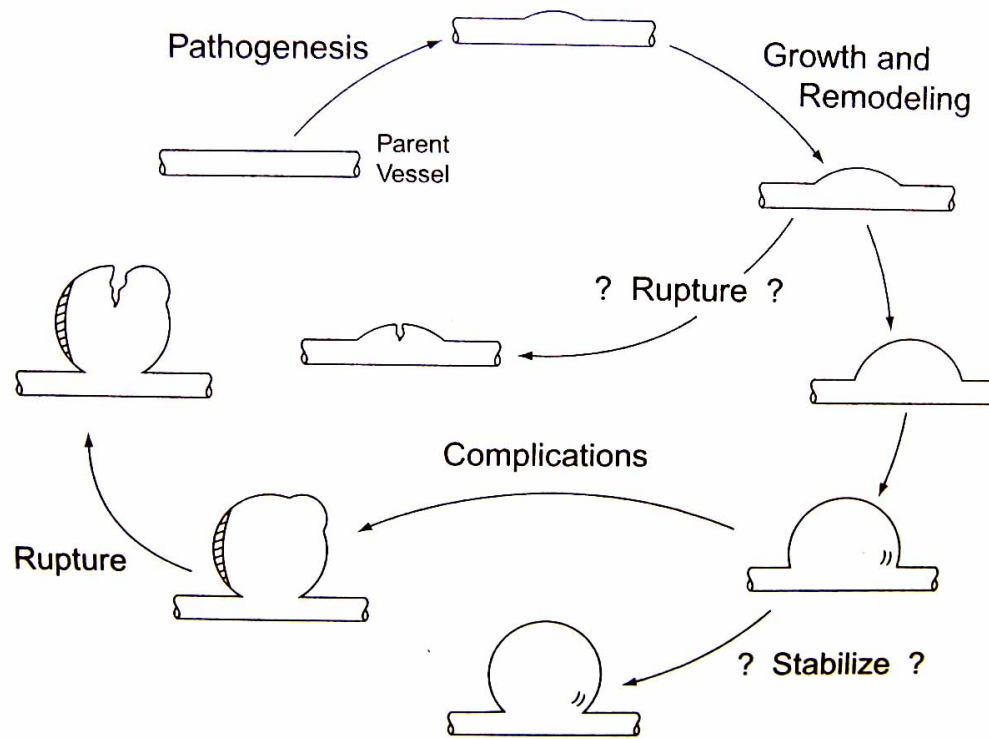 Pathogenesis
Growth and
Remodeling
Parent
Vessel
? Rupture ?
Complications
Rupture
? Stabilize ?